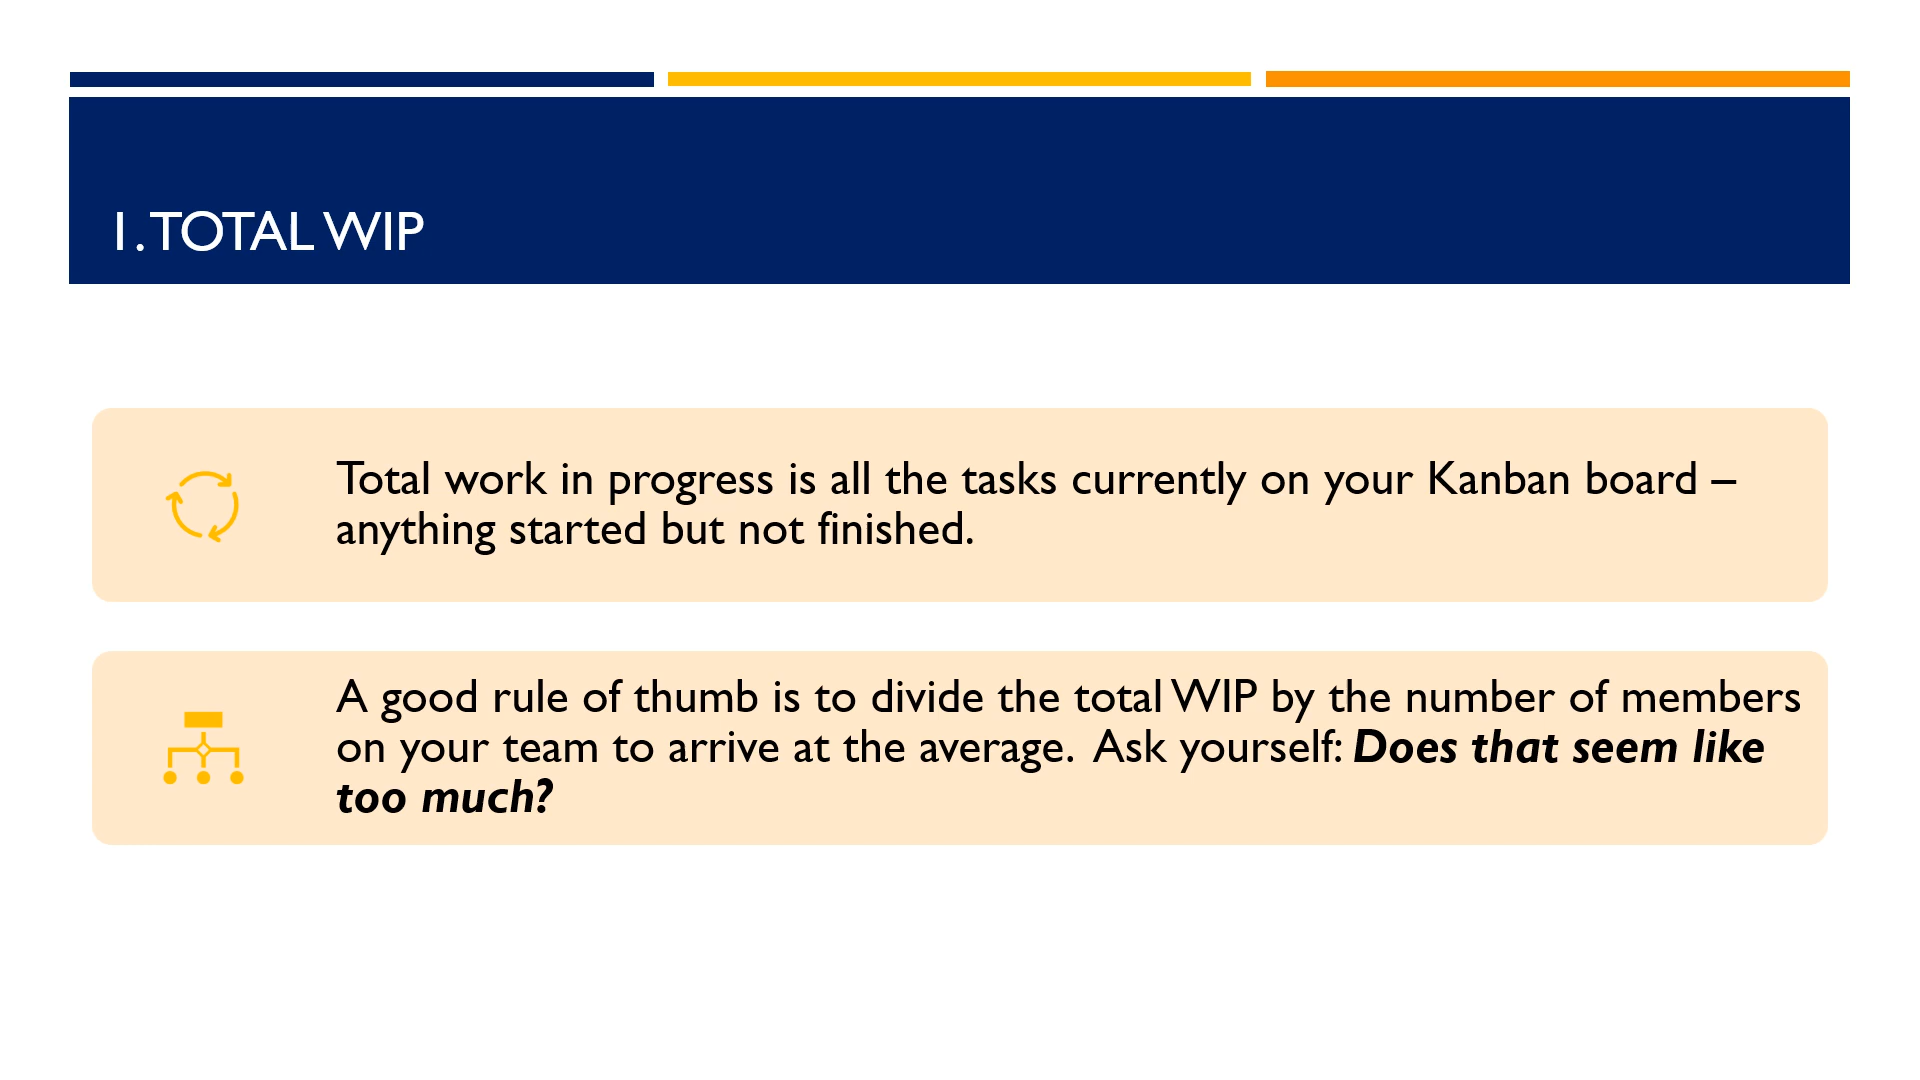 1. TOTAL WIP
Total work in progress is all the tasks currently on your Kanban board –
anything started but not finished.
A good rule of thumb is to divide the total WIP by the number of members
on your team to arrive at the average.  Ask yourself: Does that seem like
too much?